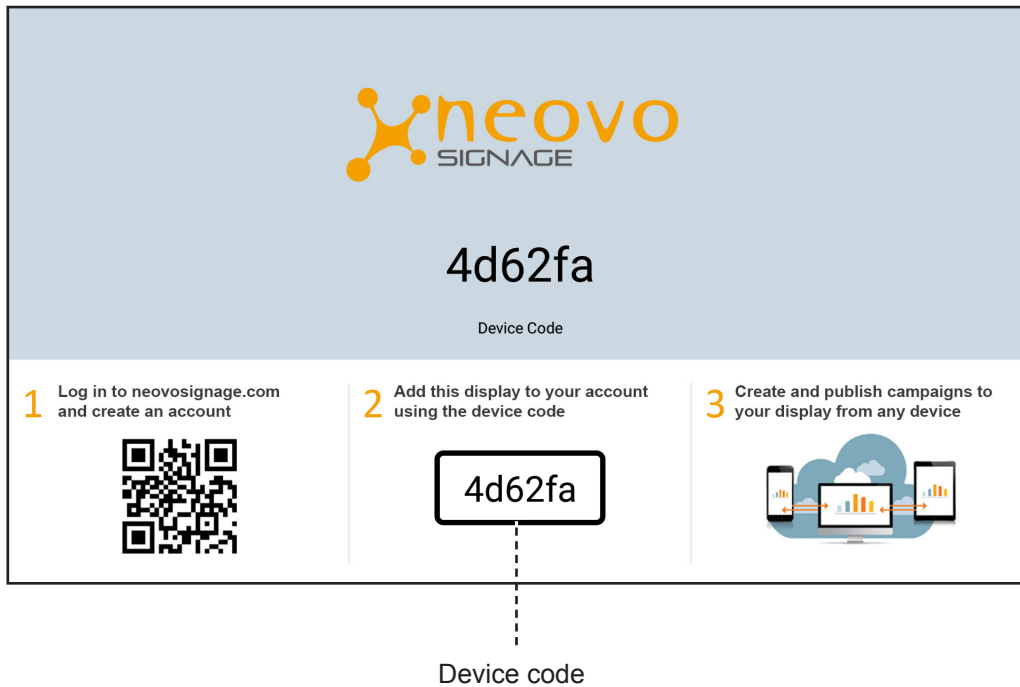 neovo
SIGNAGE
4d62fa
Device Code
1
Log in to neovosignage.com
and create an account
2
Add this display to your account
using the device code
4d62fa
3
Create and publish campaigns to
your display from any device
Device code